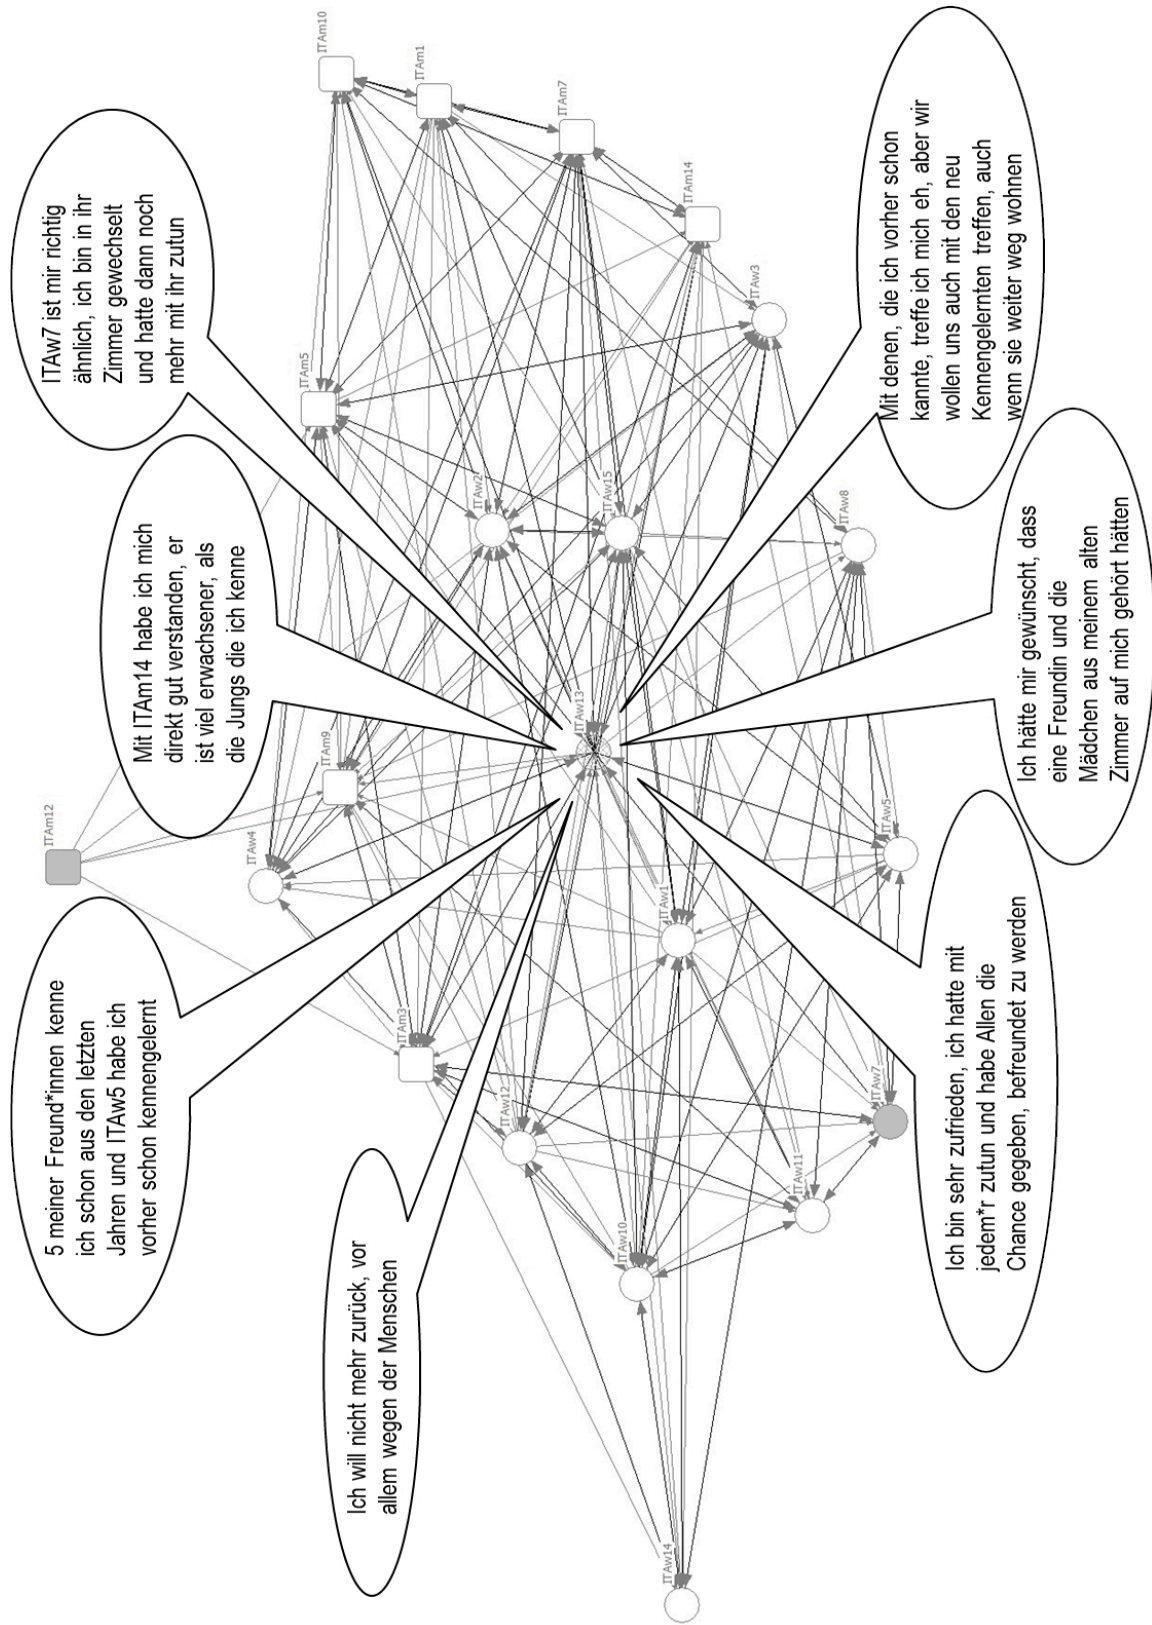 5 meiner Freund*innen kenne
ich schon aus den letzten
Jahren und ITAw5 habe ich
vorher schon kennengelernt
ITAm12
ITAw7 ist mir richtig
ähnlich, ich bin in ihr
Zimmer gewechselt
und hatte dann noch
mehr mit ihr zutun
Mit ITAm14 habe ich mich
direkt gut verstanden, er
ist viel erwachsener, als
die Jungs die ich kenne
ITAw4
ITAm5
ITAm10
ITAm9
Ich will nicht mehr zurück, vor
allem wegen der Menschen
ITAm3
ITAm1
ITAw12
ITAw2
ITAm7
ITAw13
ITAw15
ITAw10
ITAw14
ITAw1
ITAm14
ITAw3
ITAw11
ITAw8
ITAw7
ITAw5
Mit denen, die ich vorher schon
kannte, treffe ich mich eh, aber wir
wollen uns auch mit den neu
Kennengelernten treffen, auch
wenn sie weiter weg wohnen
Ich bin sehr zufrieden, ich hatte mit
jedem*r zutun und habe Allen die
Chance gegeben, befreundet zu werden
Ich hätte mir gewünscht, dass
eine Freundin und die
Mädchen aus meinem alten
Zimmer auf mich gehört hätten